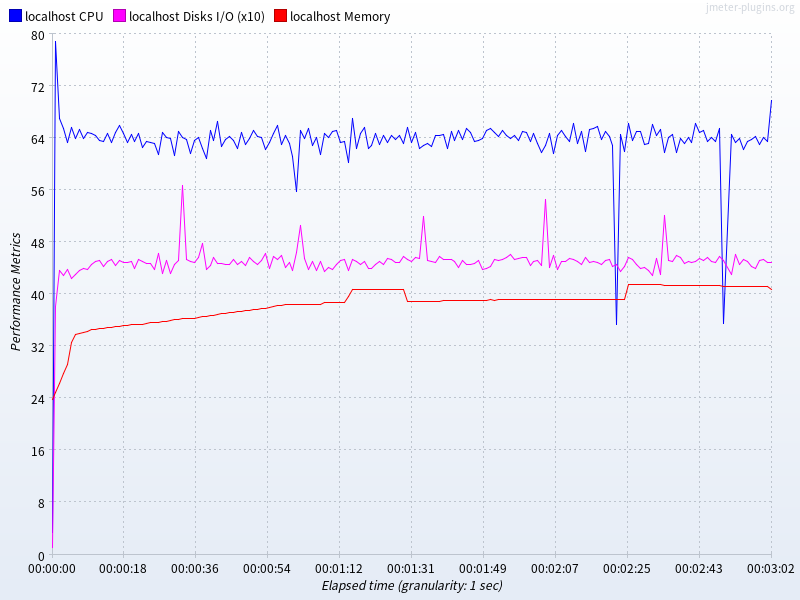 localhost CPU localhost Disks I/O (x10) localhost Memory
jmeter-plugins.org
Performance Metrics
80
72
64
56
48
40
32
24
16
8
0
00:00:00 00:00:18 00:00:36 00:00:54 00:01:12 00:01:31 00:01:49 00:02:07 00:02:25 00:02:43 00:03:02
Elapsed time (granularity: 1 sec)